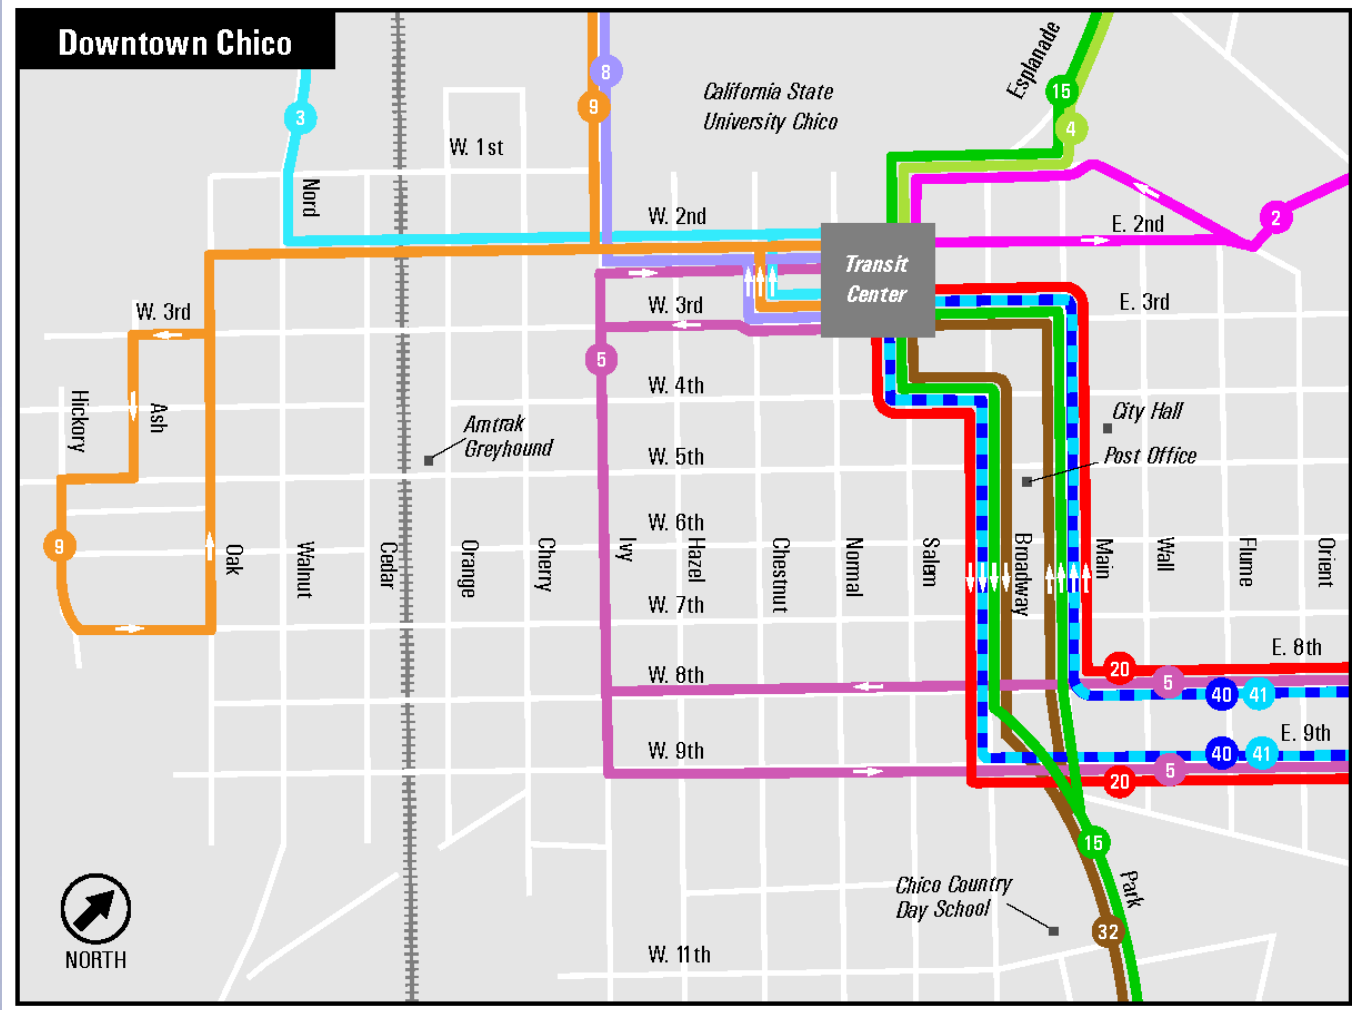 Downtown Chico
8
9
3
California State
University Chico
Esplanade
15
4
W. 1st
Nord
W. 2nd
E. 2nd
2
Transit
Center
W. 3rd
W. 3rd
E. 3rd
5
Hickory
Ash
W. 4th
City Hall
Amtrak
Greyhound
W. 5th
Post Office
W. 6th
9
Oak
Walnut
Cedar
Orange
Cherry
Ivy
Hazel
Chestnut
Normal
Salem
Broadway
Main
Wall
Flume
Orient
W. 7th
E. 8th
W. 8th
20
5
40
41
E. 9th
W. 9th
40
41
5
20
15
Park
Chico Country
Day School
32
W. 11th
NORTH